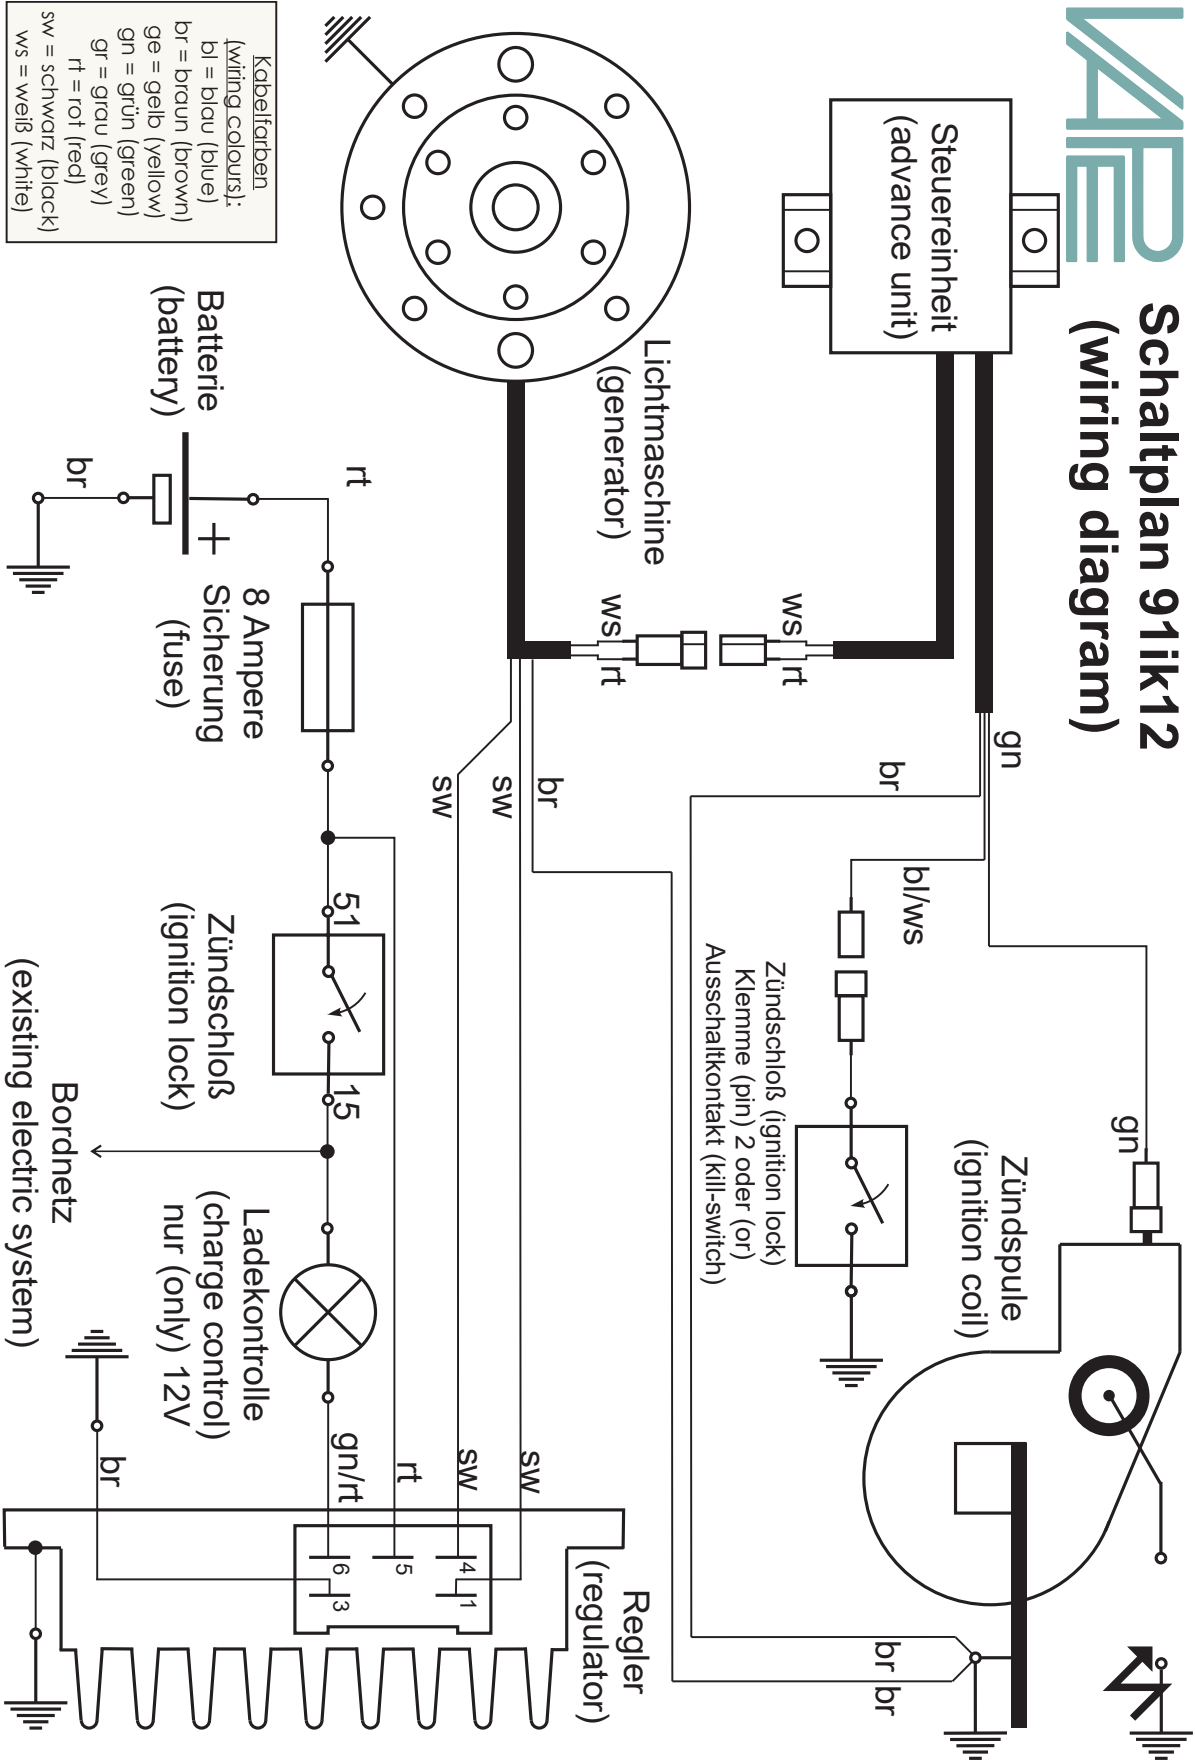 VAPE
Schaltplan 91ik12
(wiring diagram)
Steuereinheit
(advance unit)
gn
br
bl/ws
gn
Zündspule
(ignition coil)
ws
rt
ws
rt
Zündschloß (ignition lock)
Klemme (pin) 2 oder (or)
Ausschaltkontakt (kill-switch)
br
br
Lichtmaschine
(generator)
br
sw
sw
sw
sw
rt
gn/rt
Regler
(regulator)
1
4
5
6
3
rt
Batterie
(battery)
+
br
8 Ampere
Sicherung
(fuse)
51
15
Zündschloß
(ignition lock)
Ladekontrolle
(charge control)
nur (only) 12V
Bordnetz
(existing electric system)
br
Kabelfarben
(wiring colours):
bl = blau (blue)
br = braun (brown)
ge = gelb (yellow)
gn = grün (green)
gr = grau (grey)
rt = rot (red)
sw = schwarz (black)
ws = weiß (white)